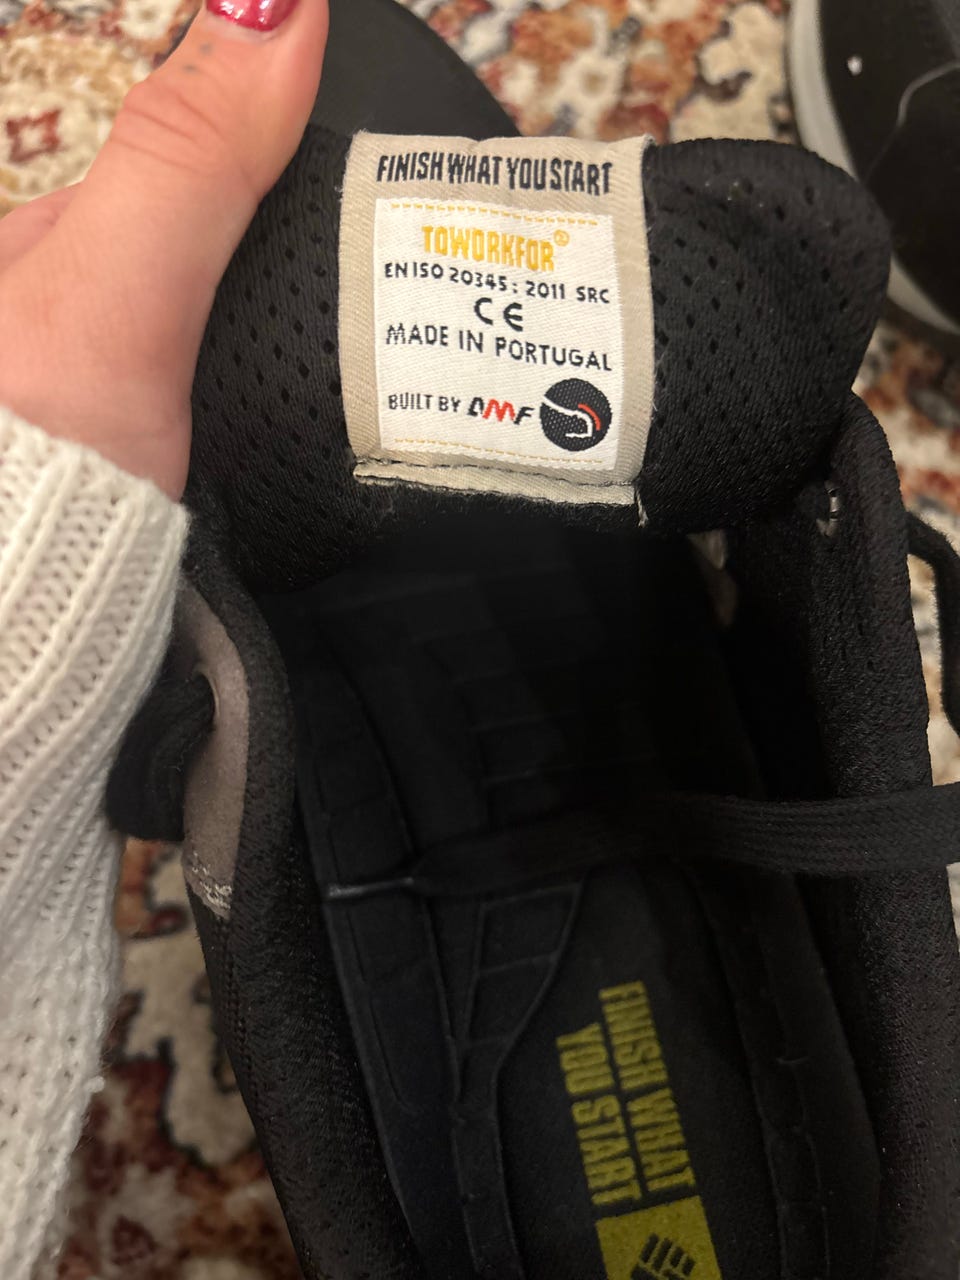 FINISH WHAT YOU START
TOWORKFOR®
EN ISO 20345: 2011 SRC
CE
MADE IN PORTUGAL
BUILT BY AMF
FINISH WHAT
YOU START